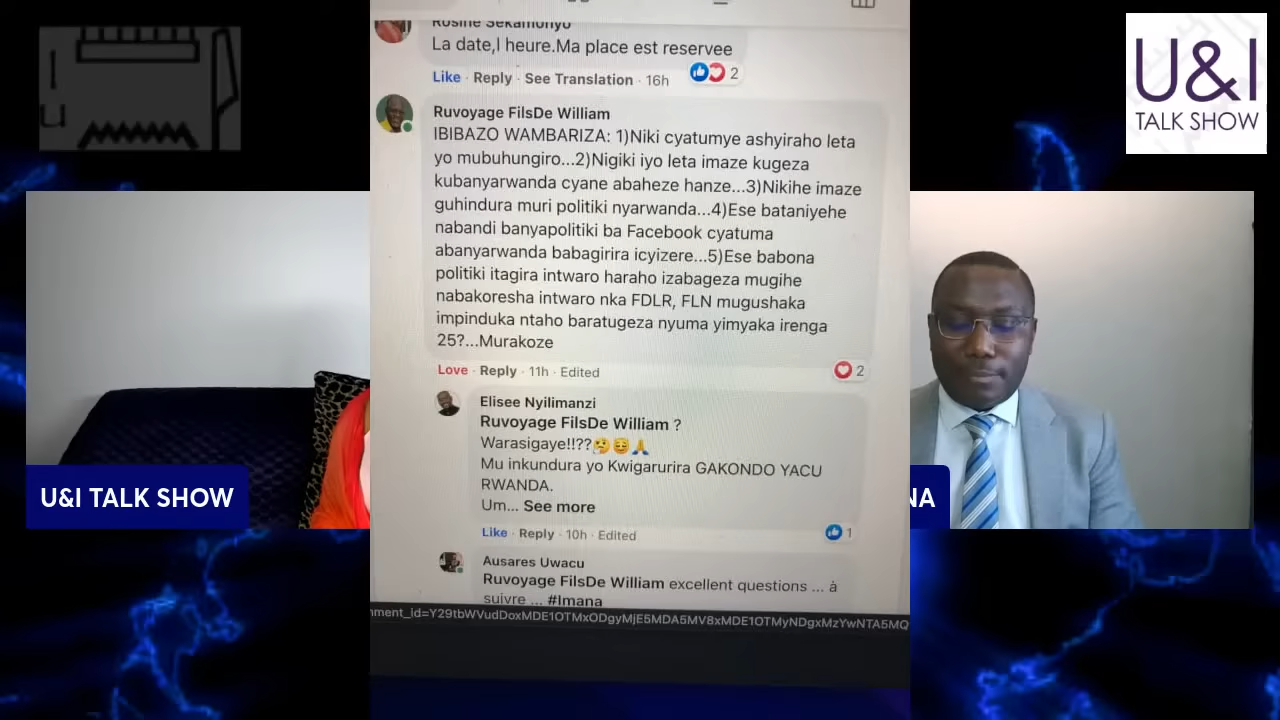 U&I
TALK SHOW
Rosine Sekamonyo
La date,l heure.Ma place est reservee
Like · Reply · See Translation · 16h
2
Ruvoyage FilsDe William
IBIBAZO WAMBARIZA: 1)Niki cyatumye ashyiraho leta
yo mubuhungiro...2)Nigiki iyo leta imaze kugeza
kubanyarwanda cyane abaheze hanze...3)Nikihe imaze
guhindura muri politiki nyarwanda...4)Ese bataniyehe
nabandi banyapolitiki ba Facebook cyatuma
abanyarwanda babagirira icyizere...5)Ese babona
politiki itagira intwaro haraho izabageza mugihe
nabakoresha intwaro nka FDLR, FLN mugushaka
impinduka ntaho baratugeza nyuma yimyaka irenga
25?...Murakoze
Love · Reply · 11h · Edited
2
Elisee Nyilimanzi
Ruvoyage FilsDe William ?
Warasigaye!!??🤔😌🙏
Mu inkundura yo Kwigarurira GAKONDO YACU
RWANDA.
Um... See more
Like · Reply · 10h · Edited
1
Ausares Uwacu
Ruvoyage FilsDe William excellent questions ... à
suivre ... #Imana
U&I TALK SHOW
NA